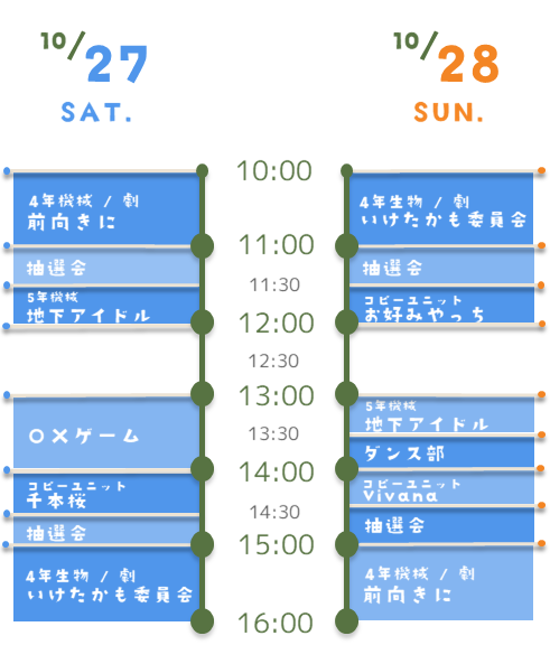 10/27
SAT.
10/28
SUN.
10:00
11:00
11:30
12:00
12:30
13:00
13:30
14:00
14:30
15:00
16:00
4年機械 / 劇
前向きに
抽選会
5年機械
地下アイドル
○×ゲーム
コピーユニット
千本桜
抽選会
4年生物 / 劇
いけたかも委員会
4年生物 / 劇
いけたかも委員会
抽選会
コピーユニット
お好みやっち
5年機械
地下アイドル
ダンス部
コピーユニット
Vivana
抽選会
4年機械 / 劇
前向きに